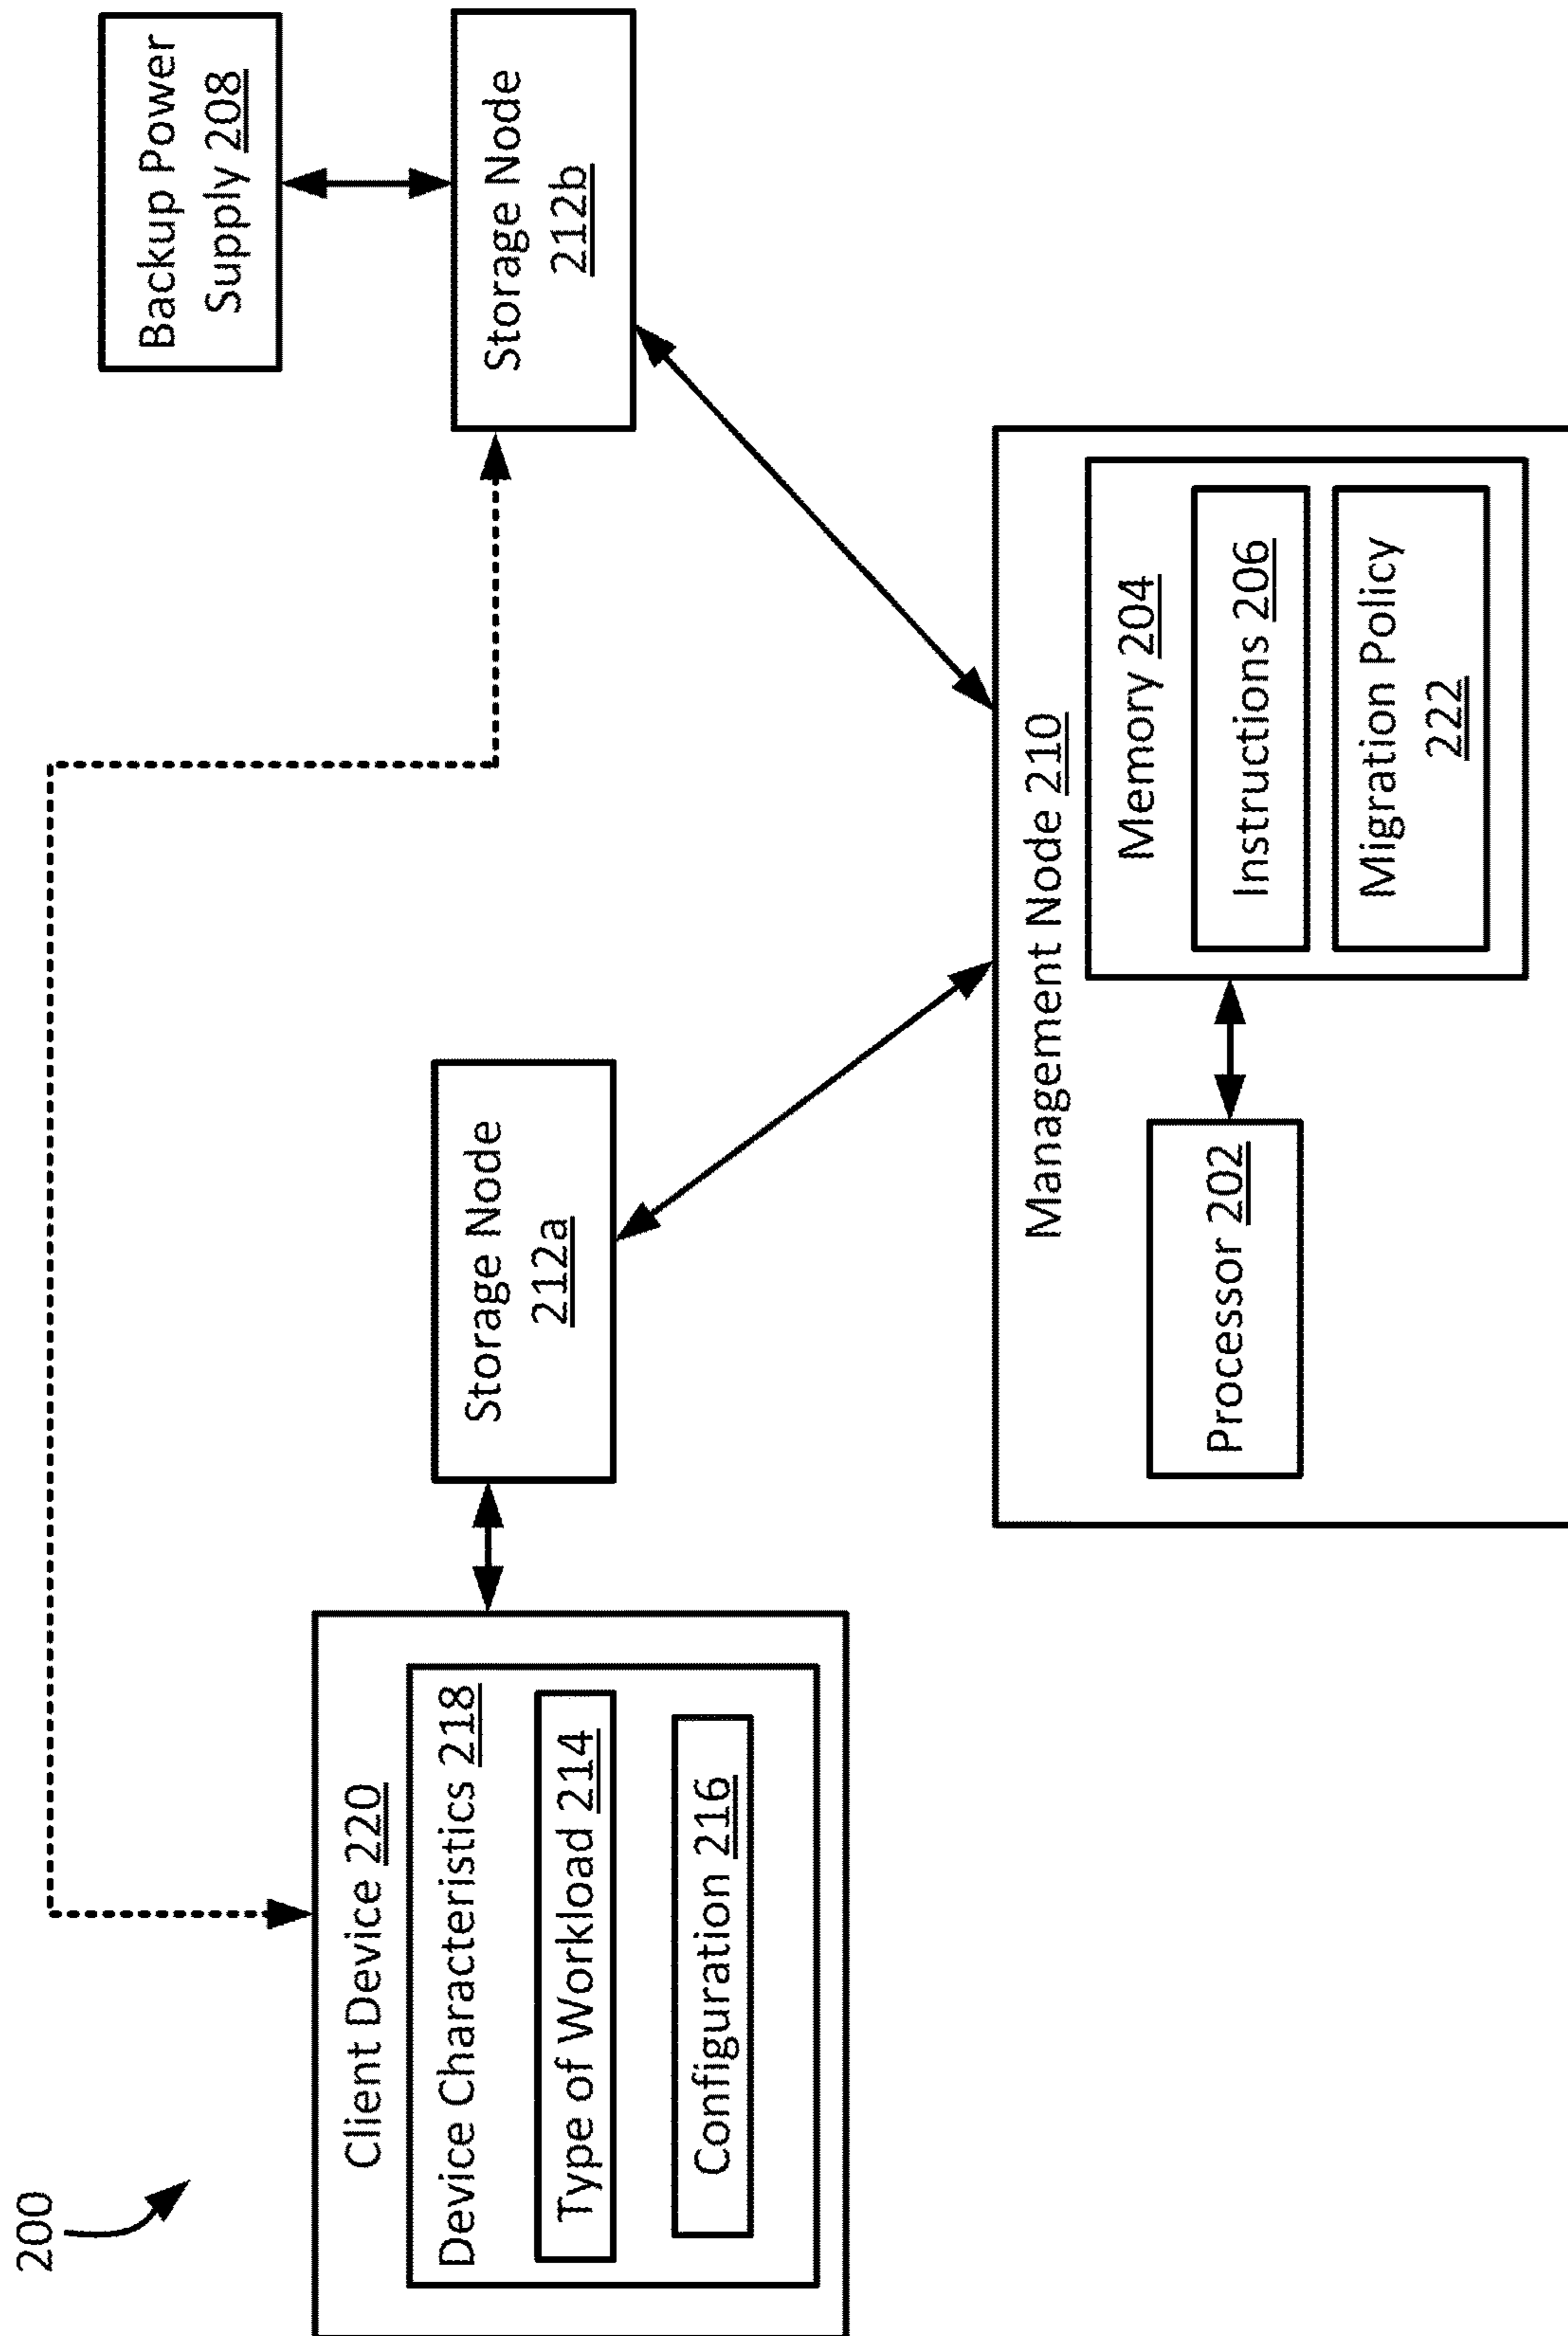 200
Client Device 220
Device Characteristics 218
Type of Workload 214
Configuration 216
Storage Node
212a
Backup Power
Supply 208
Storage Node
212b
Management Node 210
Processor 202
Memory 204
Instructions 206
Migration Policy
222